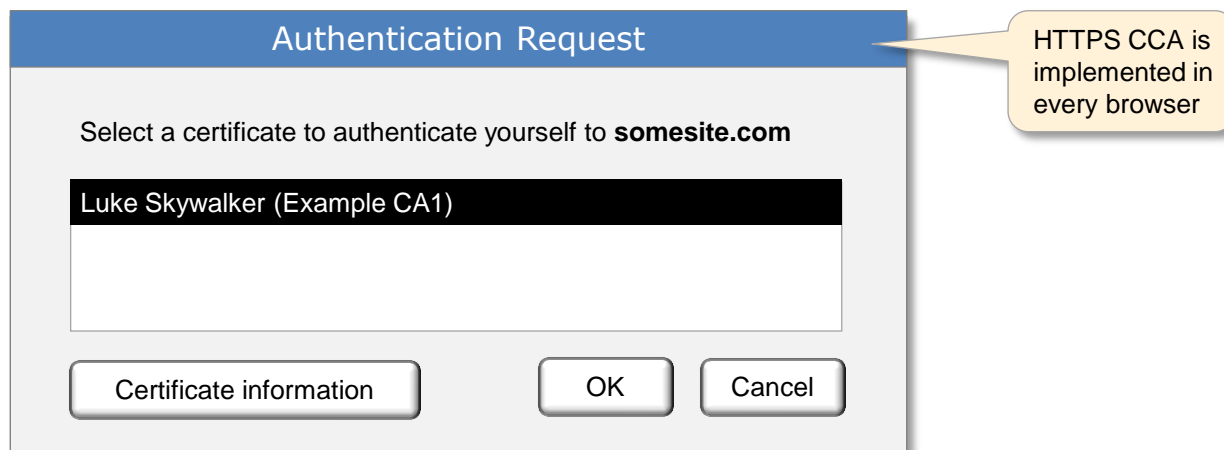 Authentication Request
HTTPS CCA is
implemented in
every browser
Select a certificate to authenticate yourself to somesite.com
Luke Skywalker (Example CA1)
Certificate information
OK
Cancel